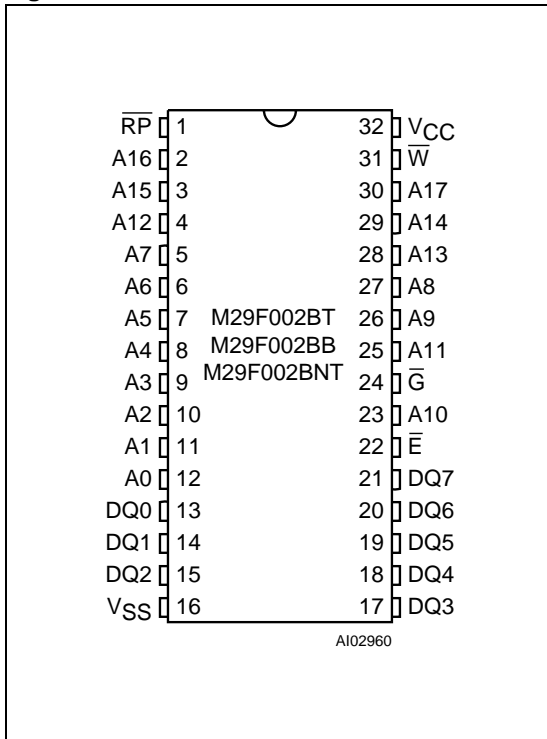 R̅P̅ 1 32 VCC
A16 2 31 W̅
A15 3 30 A17
A12 4 29 A14
A7 5 28 A13
A6 6 27 A8
A5 7 M29F002BT 26 A9
A4 8 M29F002BB 25 A11
A3 9 M29F002BNT 24 G̅
A2 10 23 A10
A1 11 22 E̅
A0 12 21 DQ7
DQ0 13 20 DQ6
DQ1 14 19 DQ5
DQ2 15 18 DQ4
VSS 16 17 DQ3
AI02960